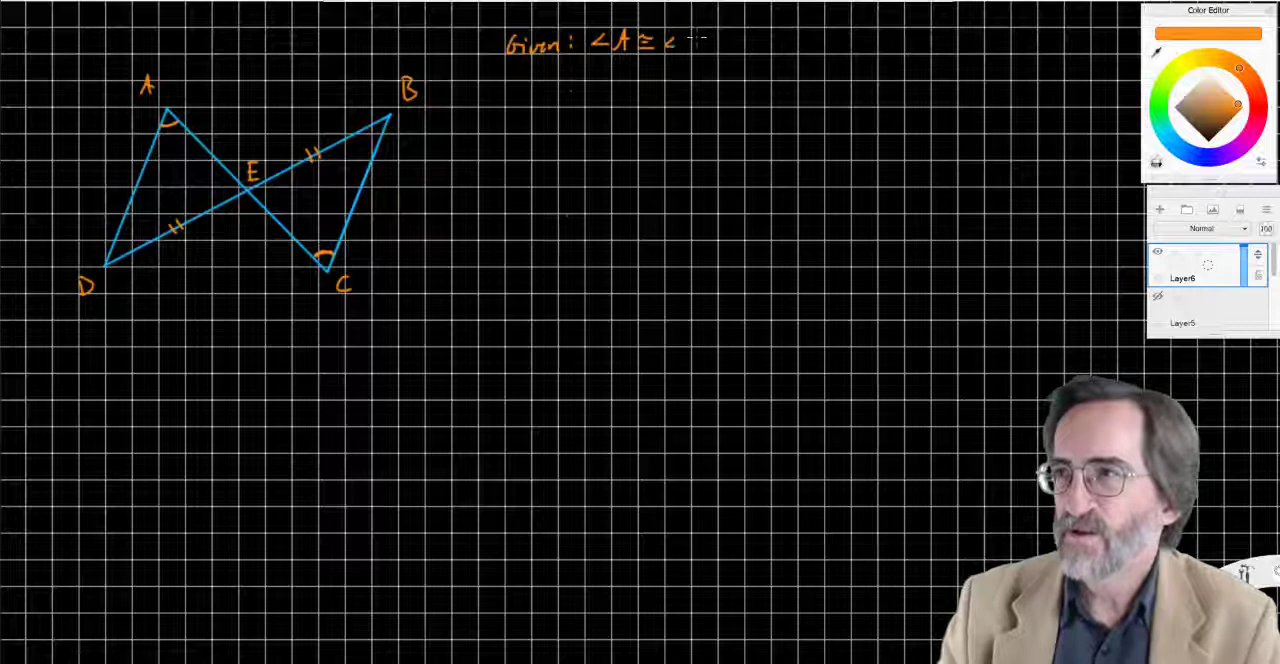 Color Editor
Given: ∠A ≅ ∠
A
B
E
D
C
Normal
100
Layer6
Layer5